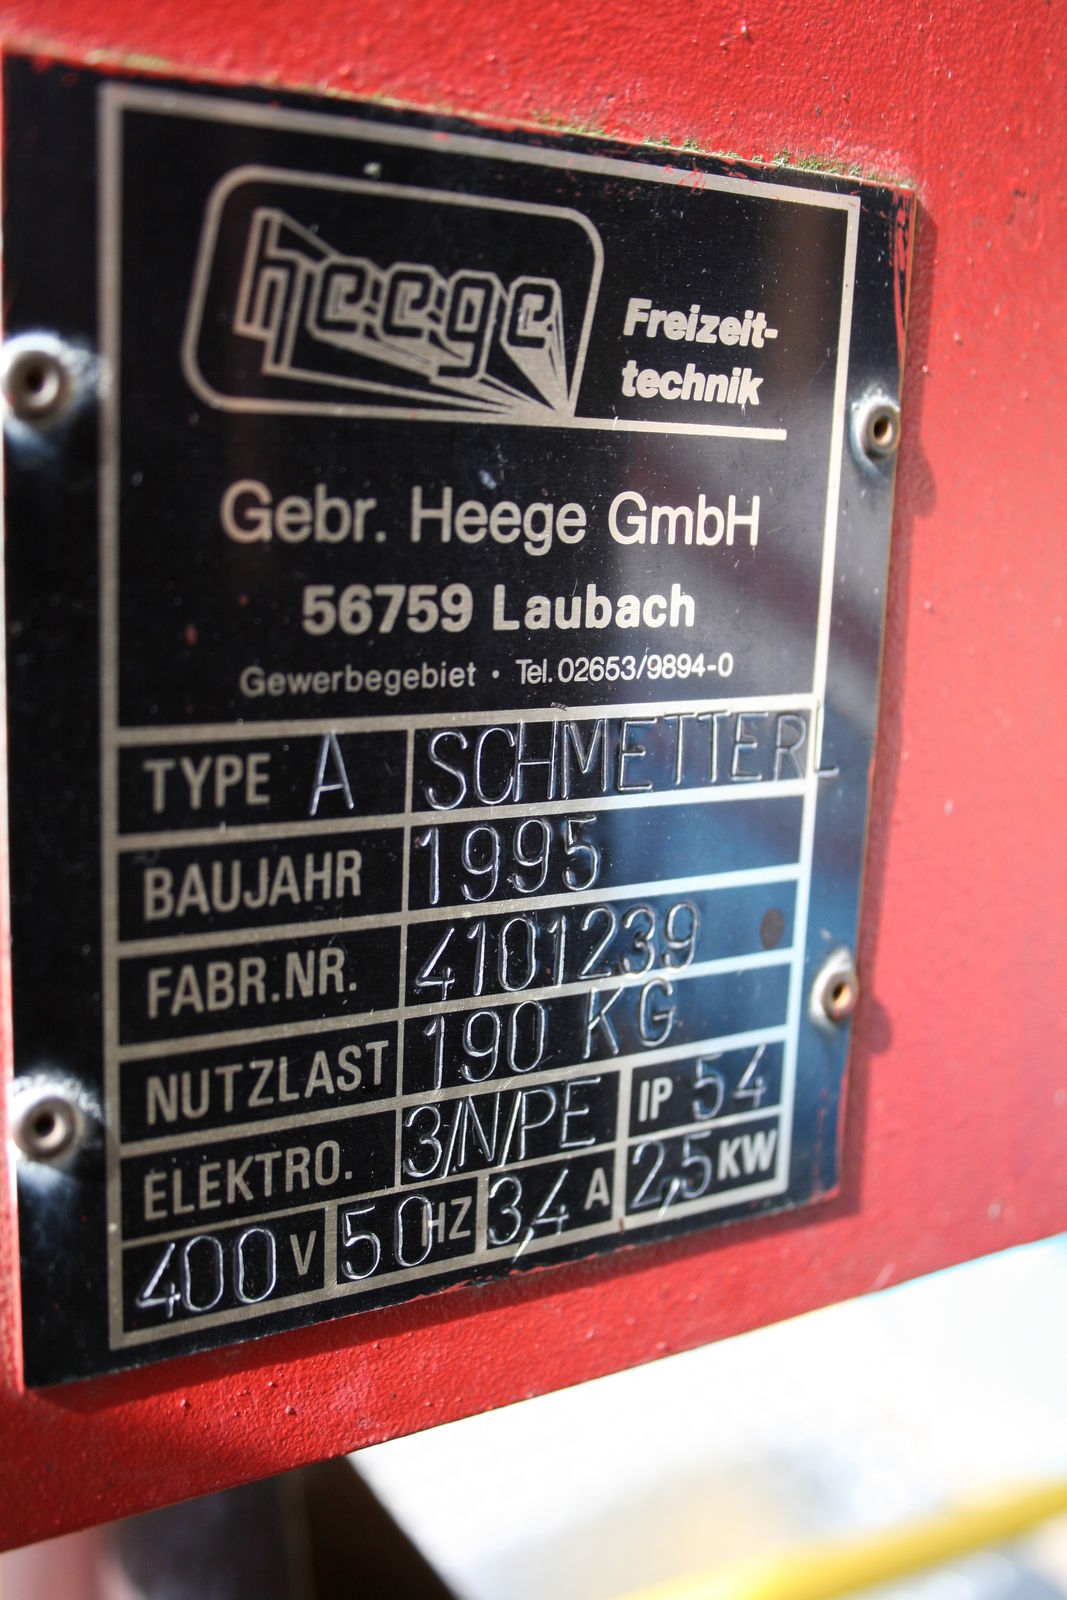 heege
Freizeit-
technik
Gebr. Heege GmbH
56759 Laubach
Gewerbegebiet · Tel. 02653/9894-0
TYPE A SCHMETTERL
BAUJAHR 1995
FABR.NR. 4101239
NUTZLAST 190 KG
ELEKTRO. 3/N/PE IP 54
400 V 50 HZ 3,4 A 2,5 KW